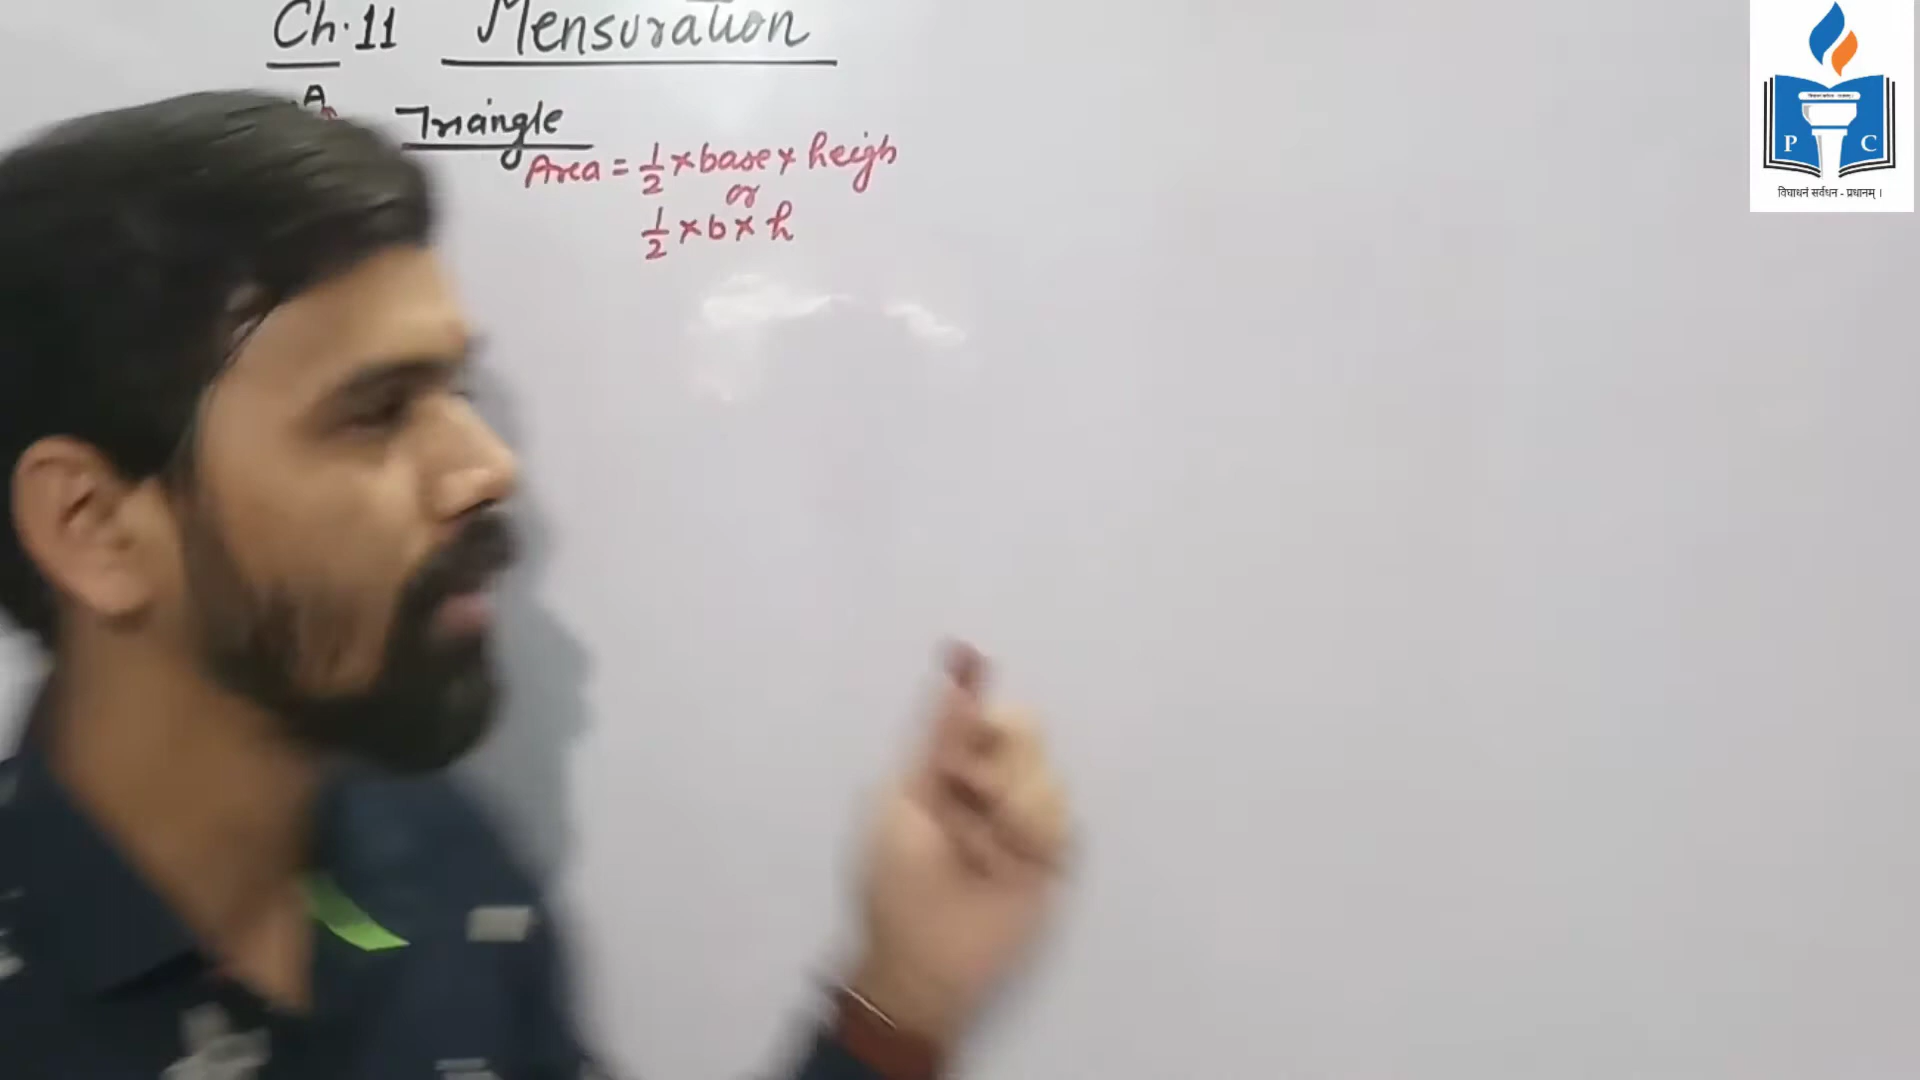 Ch.11 Mensuration
A
Triangle
Area = 1/2 × base × heigh
or
1/2 × b × h
P C
विद्याधनं सर्वधन - प्रधानम् ।